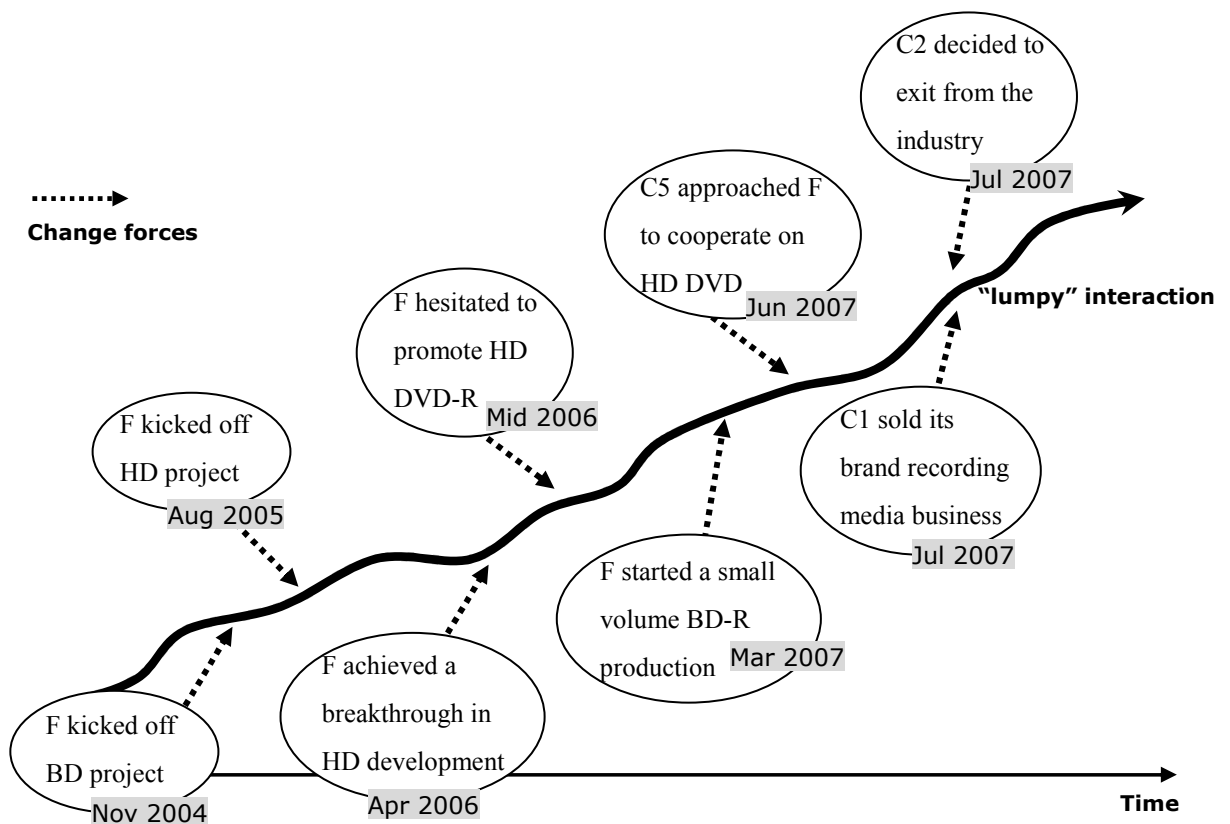 C2 decided to
exit from the
industry
Jul 2007
C5 approached F
to cooperate on
HD DVD
Jun 2007
Change forces
F hesitated to
promote HD
DVD-R
Mid 2006
"lumpy" interaction
F kicked off
HD project
Aug 2005
C1 sold its
brand recording
media business
Jul 2007
F started a small
volume BD-R
production
Mar 2007
F achieved a
breakthrough in
HD development
Apr 2006
F kicked off
BD project
Nov 2004
Time